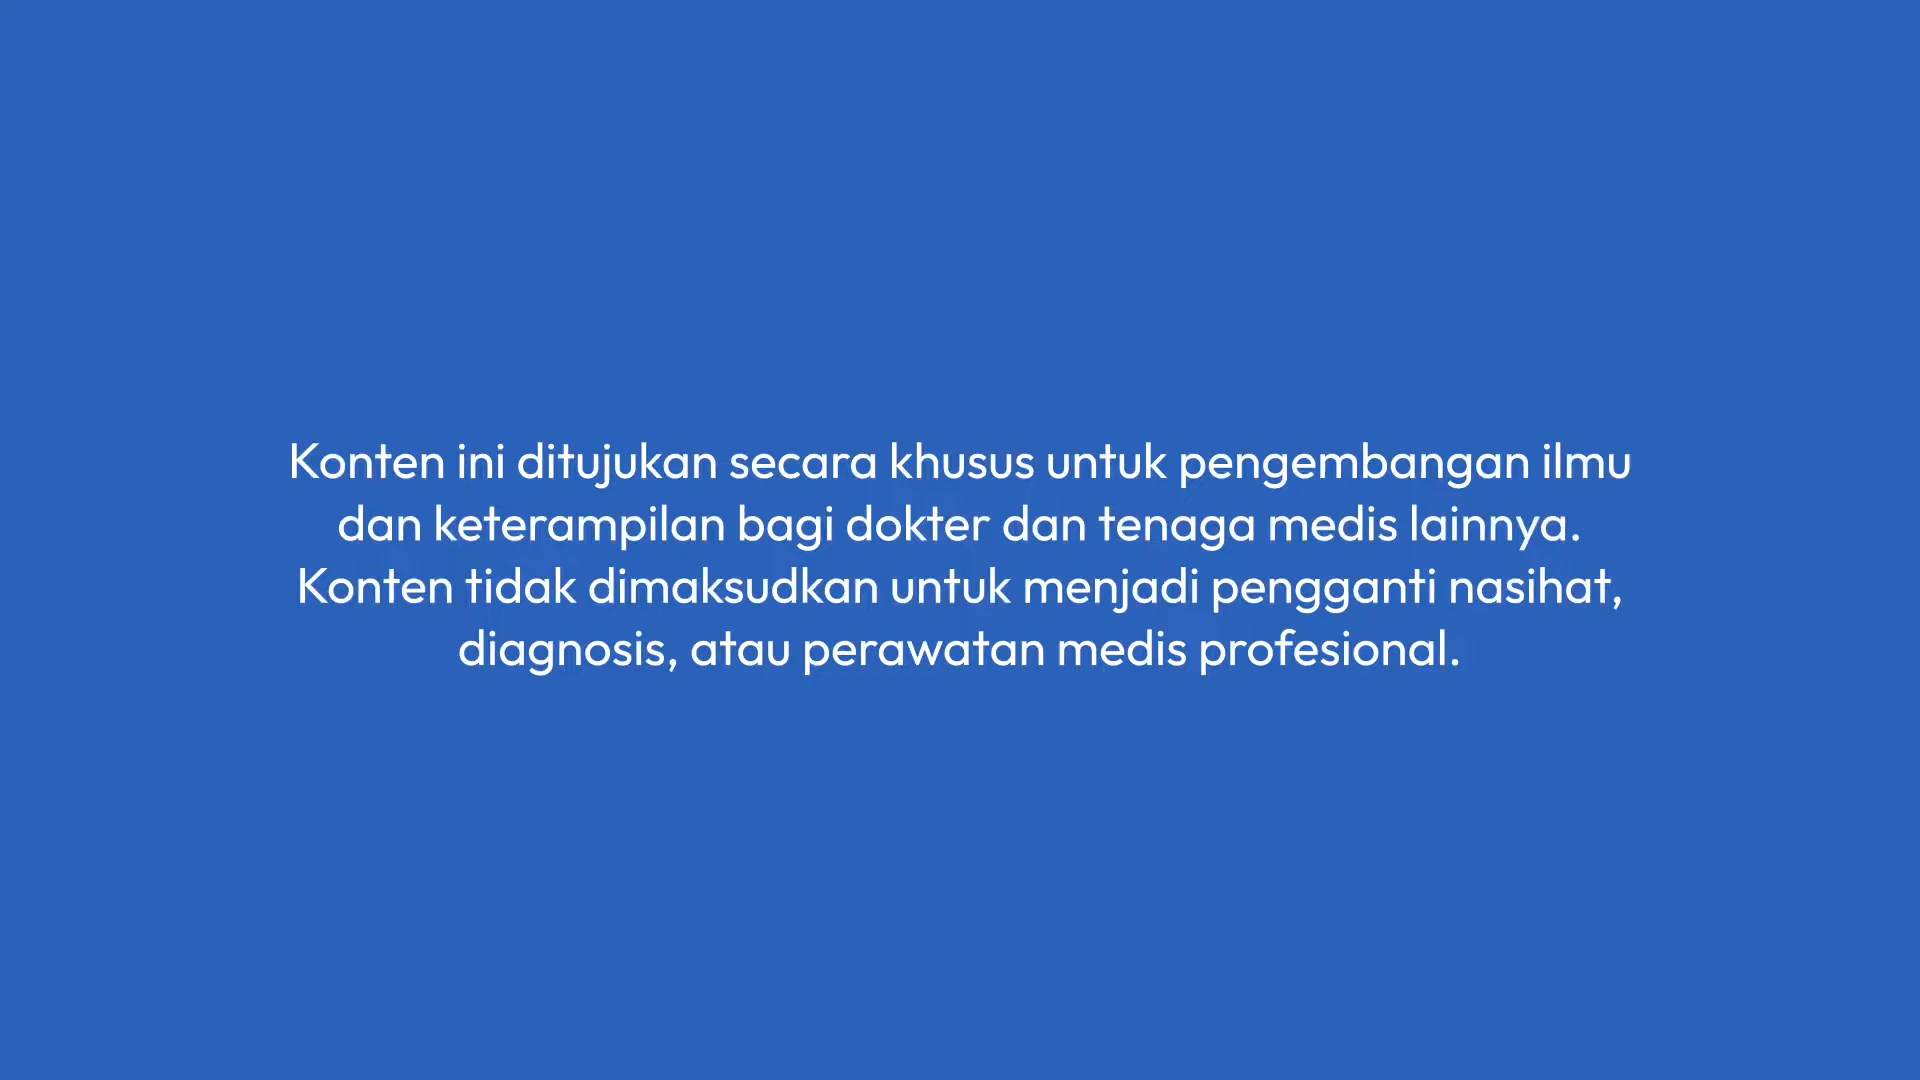 Konten ini ditujukan secara khusus untuk pengembangan ilmu
dan keterampilan bagi dokter dan tenaga medis lainnya.
Konten tidak dimaksudkan untuk menjadi pengganti nasihat,
diagnosis, atau perawatan medis profesional.